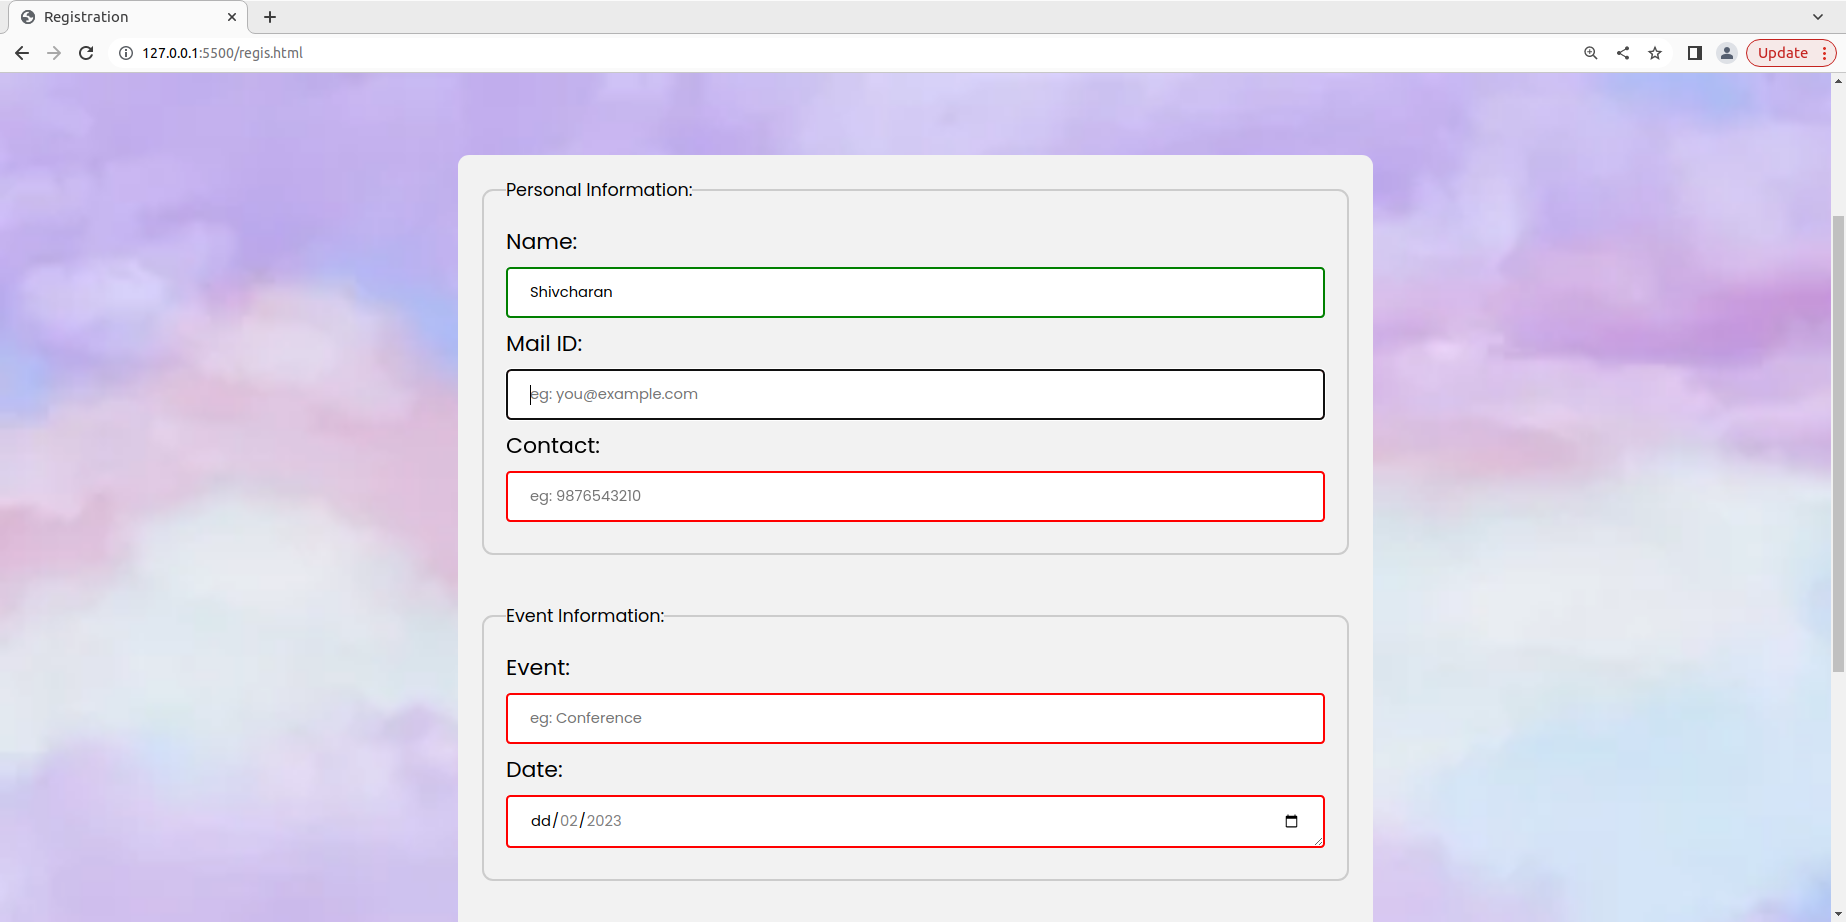 Registration
127.0.0.1:5500/regis.html
Update
Personal Information:
Name:
Shivcharan
Mail ID:
eg: you@example.com
Contact:
eg: 9876543210
Event Information:
Event:
eg: Conference
Date:
dd/02/2023